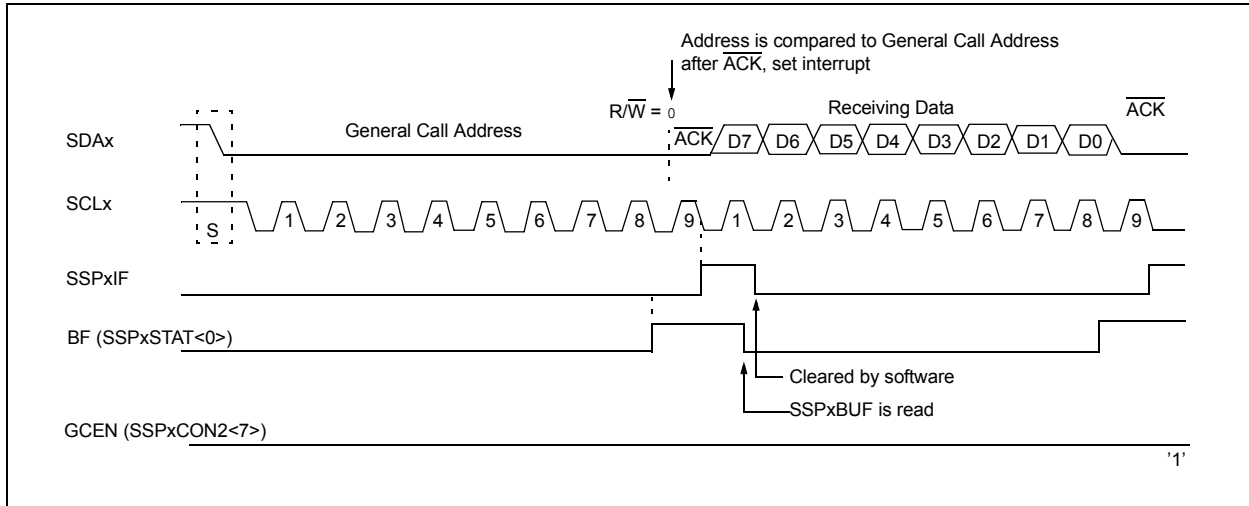 Address is compared to General Call Address
after ACK, set interrupt
R/W = 0
Receiving Data
ACK
SDAx
General Call Address
ACK
D7 D6 D5 D4 D3 D2 D1 D0
SCLx
S
1 2 3 4 5 6 7 8 9 1 2 3 4 5 6 7 8 9
SSPxIF
BF (SSPxSTAT<0>)
Cleared by software
SSPxBUF is read
GCEN (SSPxCON2<7>)
'1'